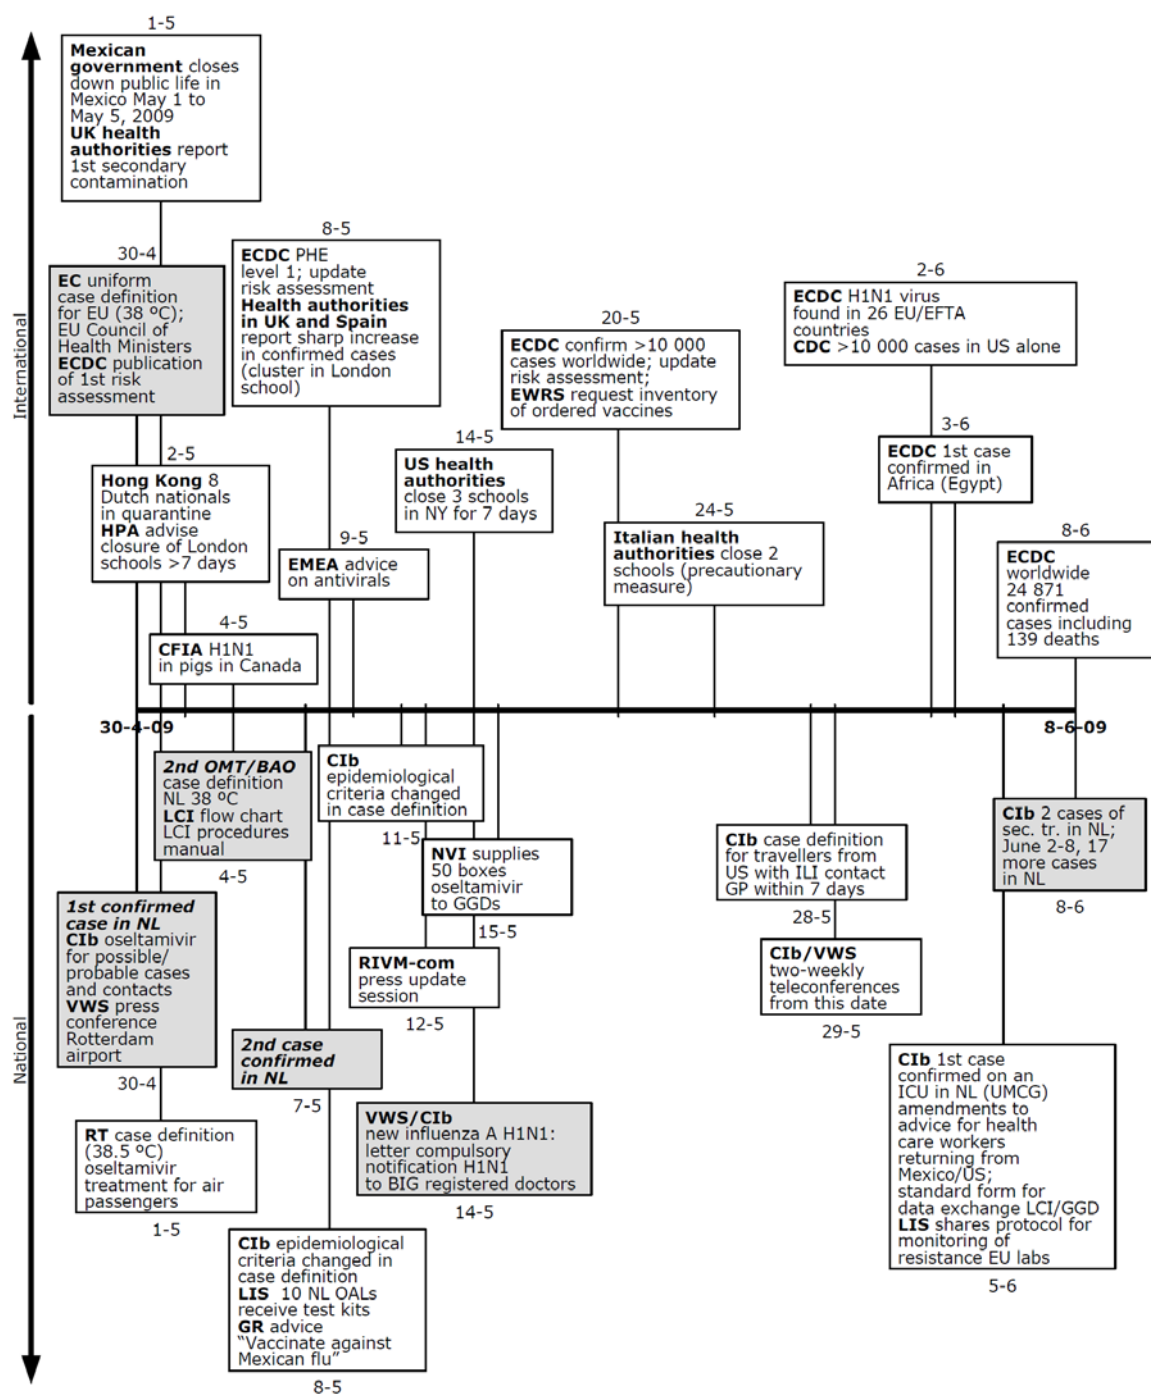 1-5
Mexican
government closes
down public life in
Mexico May 1 to
May 5, 2009
UK health
authorities report
1st secondary
contamination
30-4
EC uniform
case definition
for EU (38 ºC);
EU Council of
Health Ministers
ECDC publication
of 1st risk
assessment
8-5
ECDC PHE
level 1; update
risk assessment
Health authorities
in UK and Spain
report sharp increase
in confirmed cases
(cluster in London
school)
2-6
ECDC H1N1 virus
found in 26 EU/EFTA
countries
CDC >10 000 cases in US alone
20-5
ECDC confirm >10 000
cases worldwide; update
risk assessment;
EWRS request inventory
of ordered vaccines
International
2-5
Hong Kong 8
Dutch nationals
in quarantine
HPA advise
closure of London
schools >7 days
14-5
US health
authorities
close 3 schools
in NY for 7 days
3-6
ECDC 1st case
confirmed in
Africa (Egypt)
9-5
EMEA advice
on antivirals
24-5
Italian health
authorities close 2
schools (precautionary
measure)
8-6
ECDC
worldwide
24 871
confirmed
cases including
139 deaths
4-5
CFIA H1N1
in pigs in Canada
30-4-09
8-6-09
2nd OMT/BAO
case definition
NL 38 ºC
LCI flow chart
LCI procedures
manual
4-5
CIb
epidemiological
criteria changed
in case definition
11-5
NVI supplies
50 boxes
oseltamivir
to GGDs
15-5
CIb case definition
for travellers from
US with ILI contact
GP within 7 days
28-5
CIb 2 cases of
sec. tr. in NL;
June 2-8, 17
more cases
in NL
8-6
1st confirmed
case in NL
CIb oseltamivir
for possible/
probable cases
and contacts
VWS press
conference
Rotterdam
airport
30-4
RIVM-com
press update
session
12-5
CIb/VWS
two-weekly
teleconferences
from this date
29-5
National
2nd case
confirmed
in NL
7-5
CIb 1st case
confirmed on an
ICU in NL (UMCG)
amendments to
advice for health
care workers
returning from
Mexico/US;
standard form for
data exchange LCI/GGD
LIS shares protocol for
monitoring of
resistance EU labs
5-6
RT case definition
(38.5 ºC)
oseltamivir
treatment for air
passengers
1-5
VWS/CIb
new influenza A H1N1:
letter compulsory
notification H1N1
to BIG registered doctors
14-5
CIb epidemiological
criteria changed in
case definition
LIS 10 NL OALs
receive test kits
GR advice
"Vaccinate against
Mexican flu"
8-5